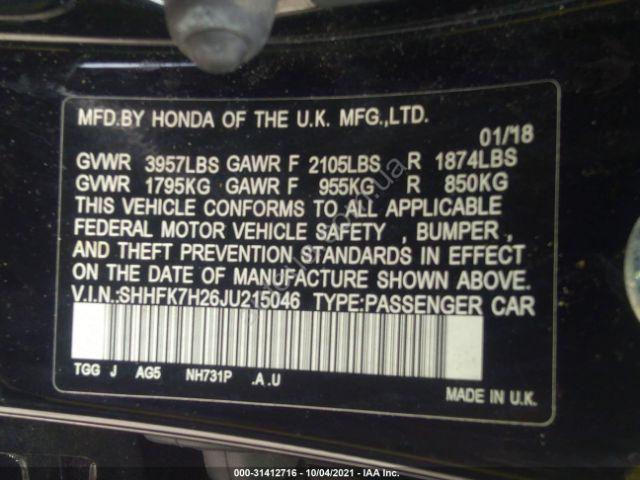 MFD.BY HONDA OF THE U.K. MFG.,LTD.
01/'18
GVWR 3957LBS GAWR F 2105LBS R 1874LBS
GVWR 1795KG GAWR F 955KG R 850KG
THIS VEHICLE CONFORMS TO ALL APPLICABLE
FEDERAL MOTOR VEHICLE SAFETY , BUMPER ,
AND THEFT PREVENTION STANDARDS IN EFFECT
ON THE DATE OF MANUFACTURE SHOWN ABOVE.
V.I.N.:SHHFK7H26JU215046 TYPE:PASSENGER CAR
TGG J AG5 NH731P .A .U
MADE IN U.K.
000-31412716 - 10/04/2021 - IAA Inc.